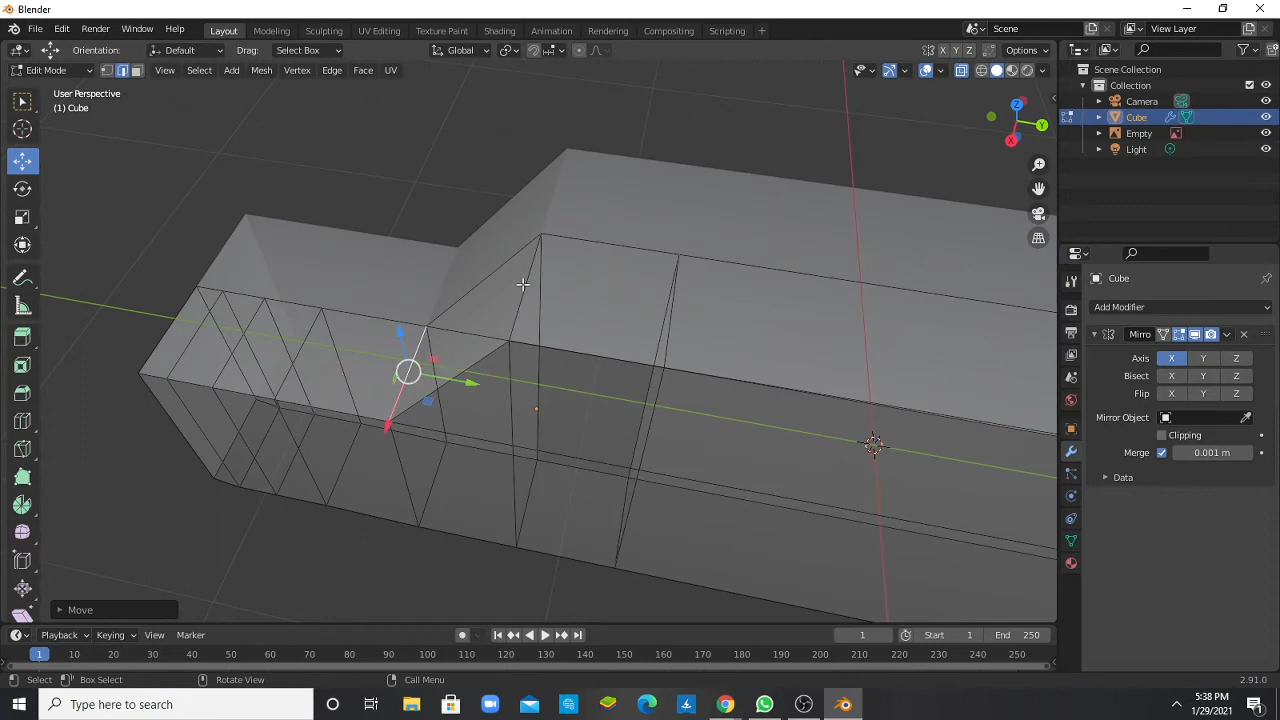 Blender
File Edit Render Window Help Layout Modeling Sculpting UV Editing Texture Paint Shading Animation Rendering Compositing Scripting + Scene View Layer
Orientation: Default Drag: Select Box Global X Y Z Options
Edit Mode View Select Add Mesh Vertex Edge Face UV
User Perspective
(1) Cube
Z
Y
X
Move
Scene Collection
Collection
Camera
Cube
Empty
Light
Cube
Add Modifier
Mirro
Axis X Y Z
Bisect X Y Z
Flip X Y Z
Mirror Object
Clipping
Merge 0.001 m
Data
Playback Keying View Marker 1 Start 1 End 250
1 10 20 30 40 50 60 70 80 90 100 110 120 130 140 150 160 170 180 190 200 210 220 230 240 250
Select Box Select Rotate View Call Menu 2.91.0
Type here to search
5:38 PM
1/29/2021
1